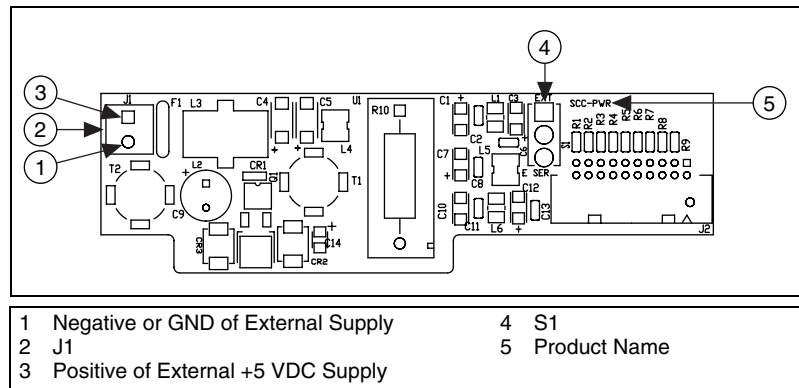 4
3
2
1
5
J1
F1
L3
C4
C5
U1
L4
R10
C1
L1
C3
EXT
SCC-PWR
C2
C6
S1
R1
R2
R3
R4
R5
R6
R7
R8
R9
T2
L2
CR1
Q1
T1
C7
L5
C8
E SER
C9
C10
C11
L6
C12
C13
J2
CR3
CR2
C14
1 Negative or GND of External Supply
2 J1
3 Positive of External +5 VDC Supply
4 S1
5 Product Name